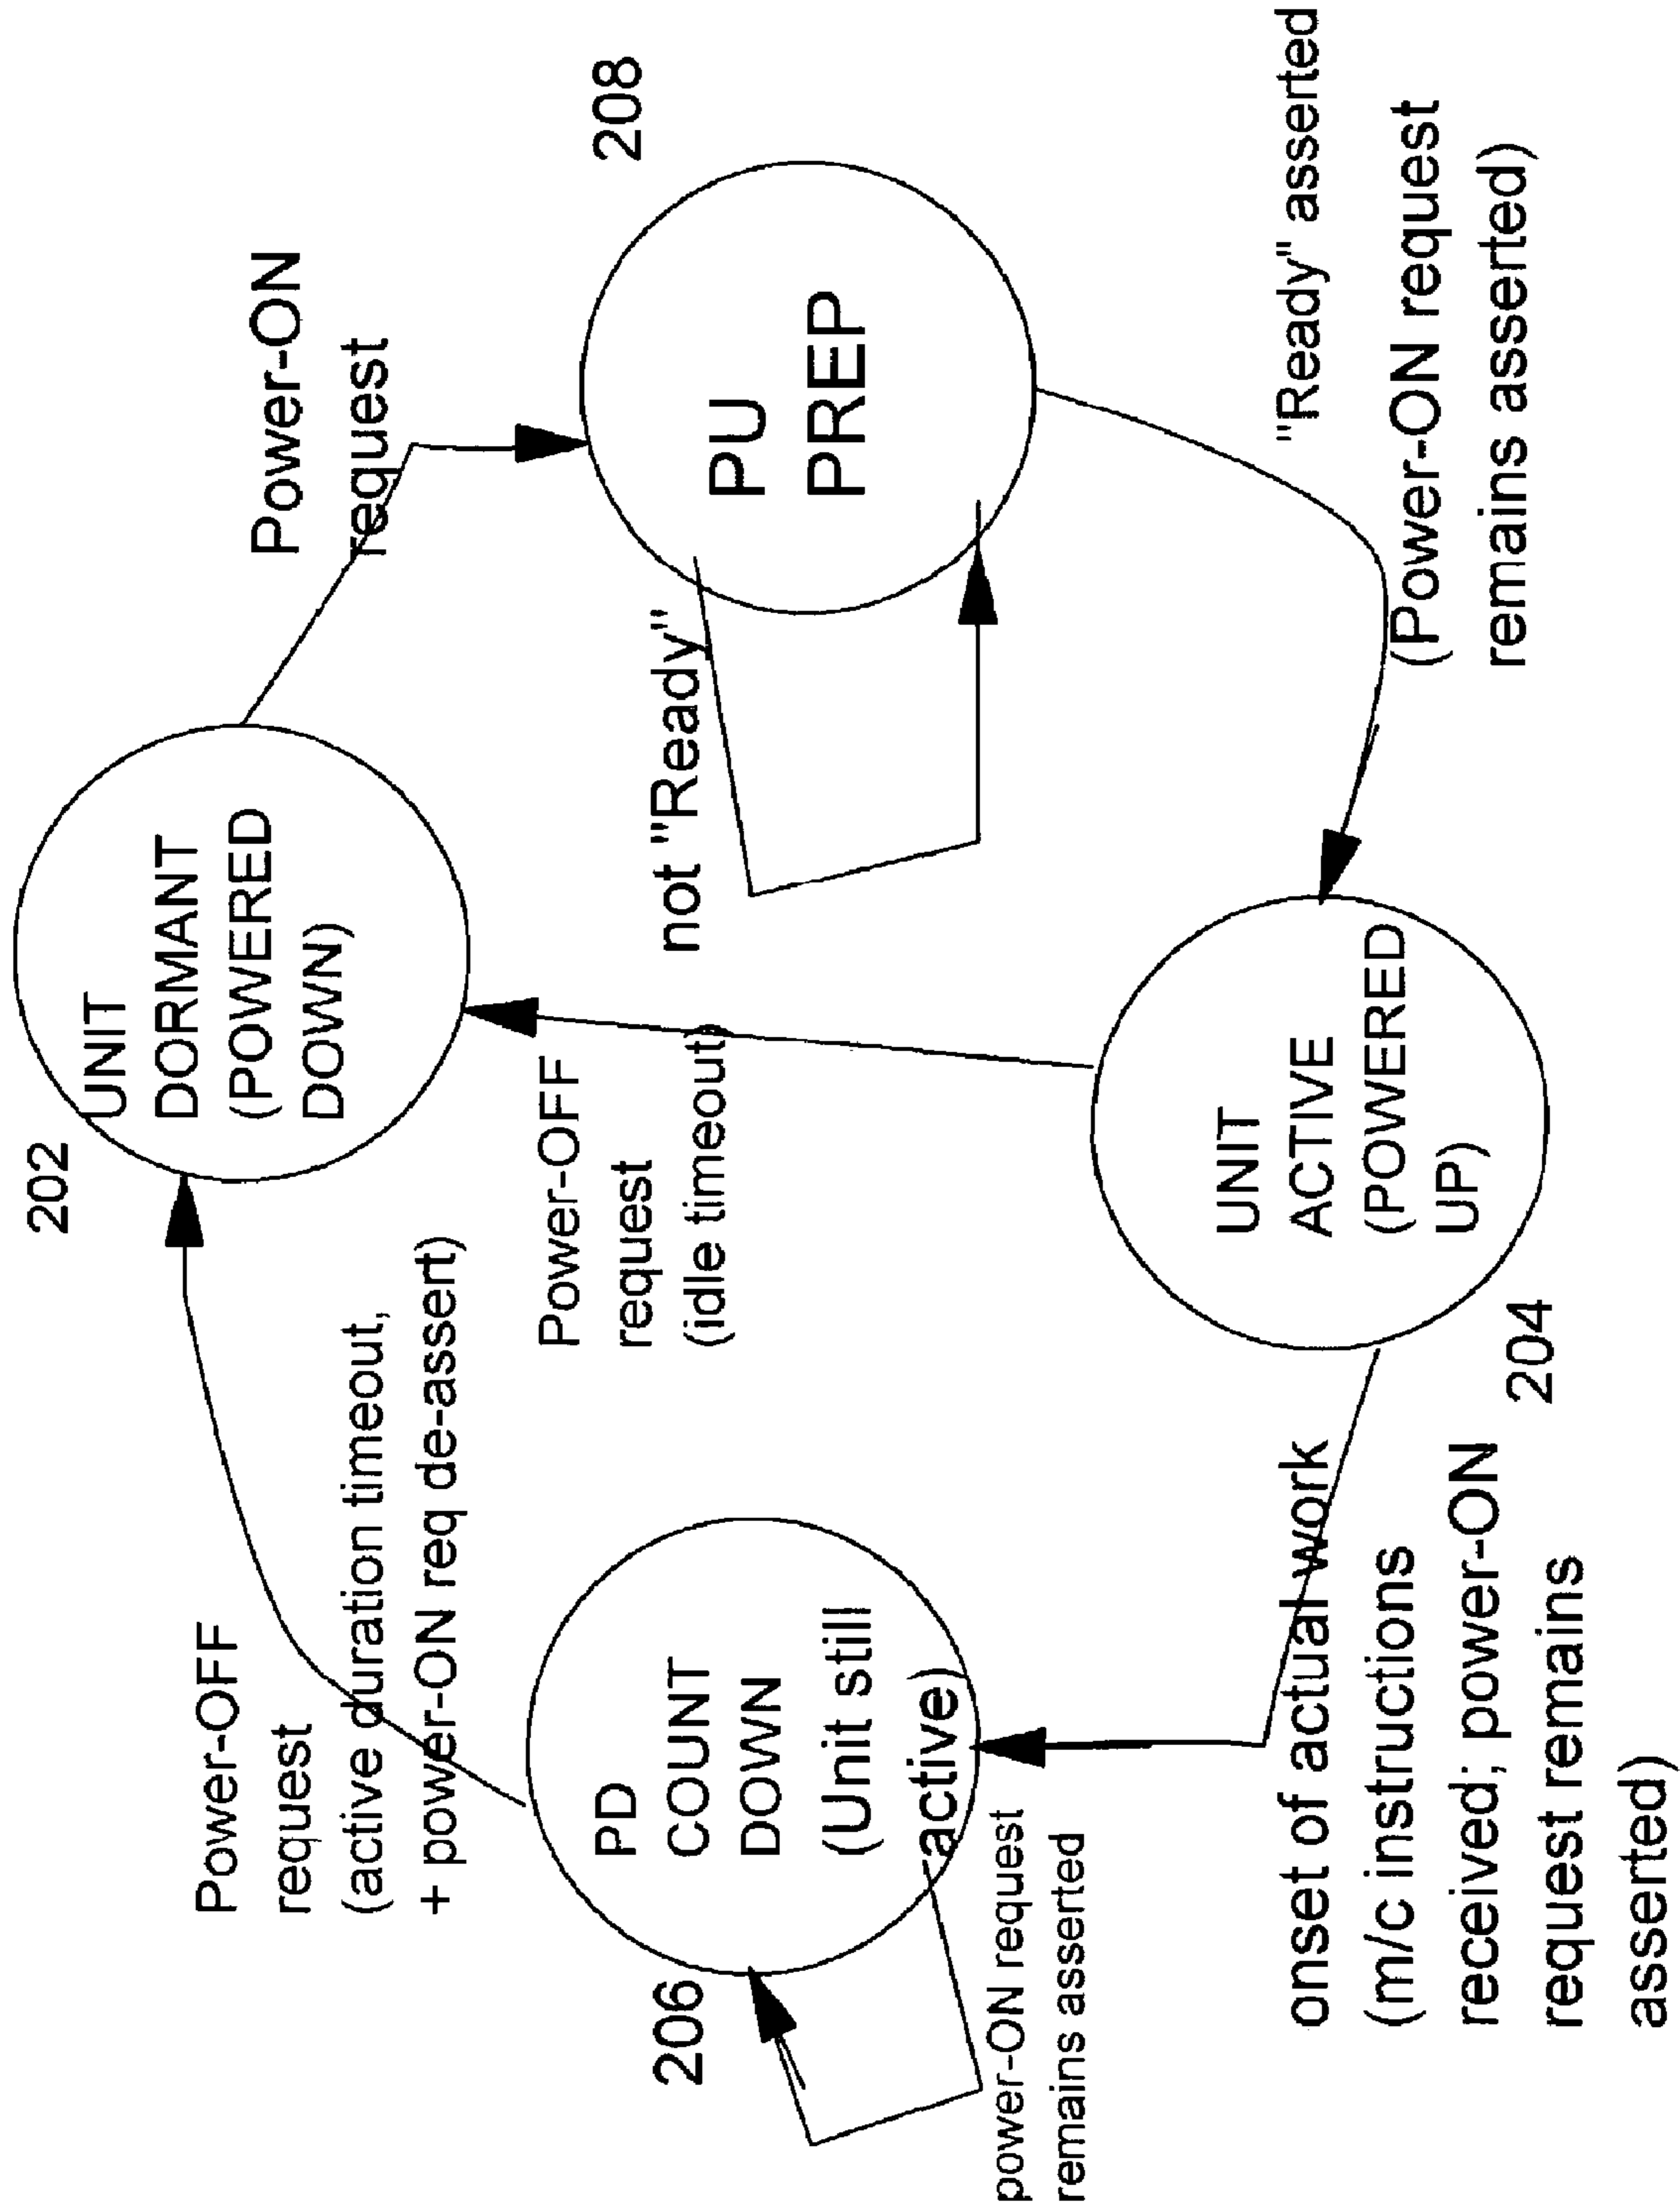 202
UNIT
DORMANT
(POWERED
DOWN)
Power-ON
request
208
PU
PREP
not "Ready"
"Ready" asserted
(Power-ON request
remains asserted)
UNIT
ACTIVE
(POWERED
UP)
204
Power-OFF
request
(idle timeout)
onset of actual work
(m/c instructions
received; power-ON
request remains
asserted)
206
PD
COUNT
DOWN
(Unit still
active)
power-ON request
remains asserted
Power-OFF
request
(active duration timeout,
+ power-ON req de-assert)